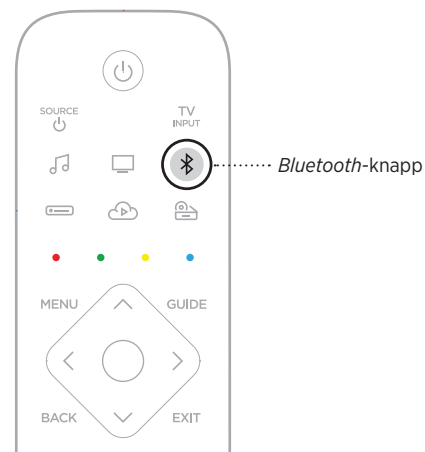 SOURCE
TV
INPUT
Bluetooth-knapp
MENU
GUIDE
BACK
EXIT